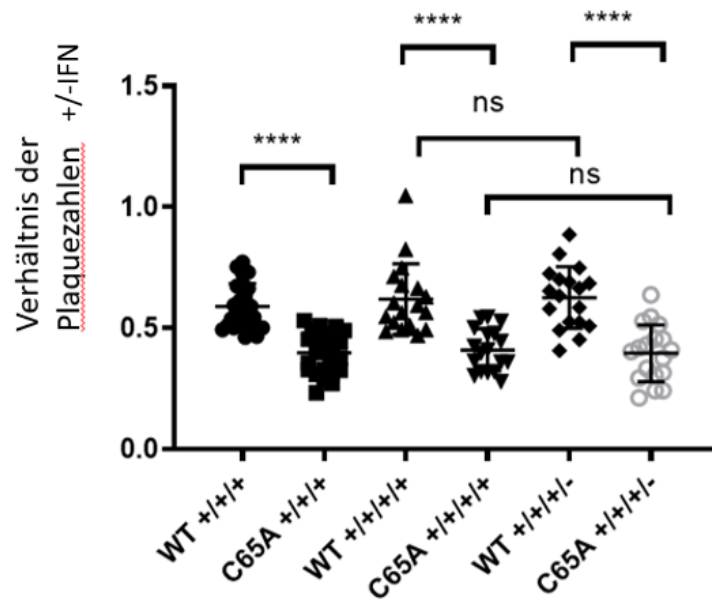 ****
****
ns
ns
****
Verhältnis der
Plaquezahlen +/-IFN
1.5
1.0
0.5
0.0
WT +/+/+
C65A +/+/+
WT +/+/+/+
C65A +/+/+/+
WT +/+/+/-
C65A +/+/+/-